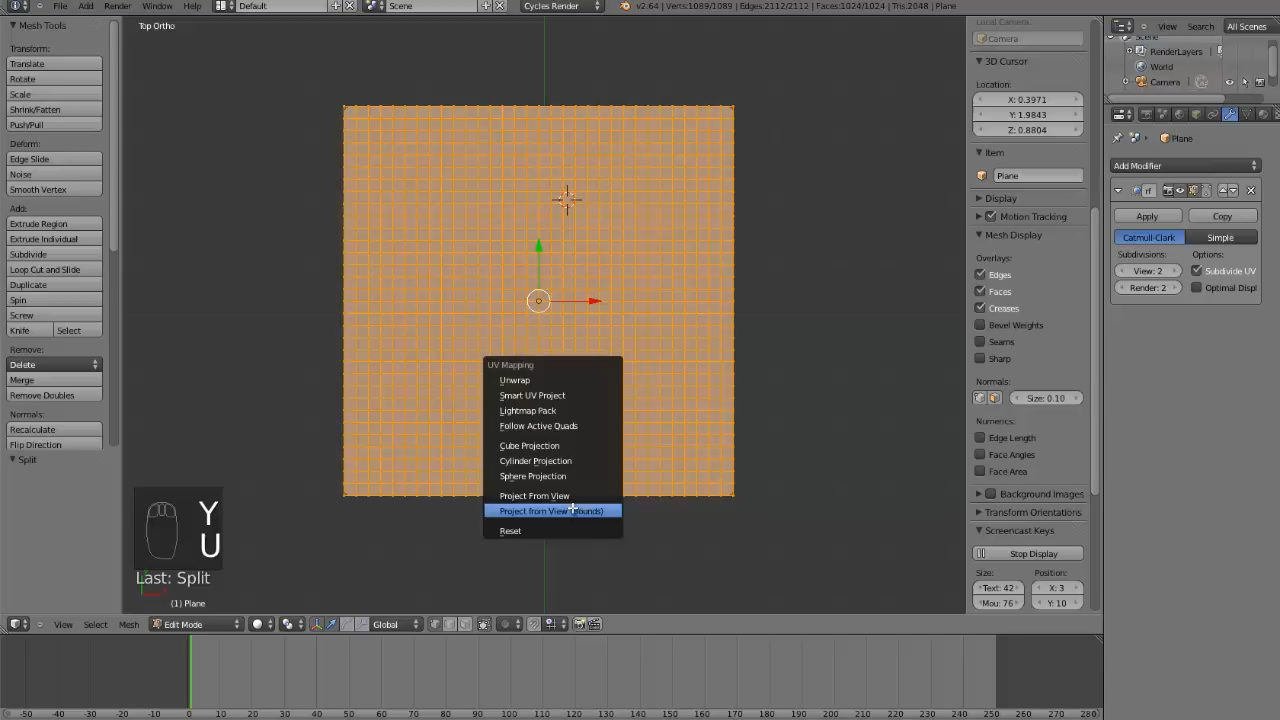 File Add Render Window Help Default Scene Cycles Render v2.64 | Verts:1089/1089 | Edges:2112/2112 | Faces:1024/1024 | Tris:2048 | Plane
Mesh Tools
Transform:
Translate
Rotate
Scale
Shrink/Fatten
Push/Pull
Deform:
Edge Slide
Noise
Smooth Vertex
Add:
Extrude Region
Extrude Individual
Subdivide
Loop Cut and Slide
Duplicate
Spin
Screw
Knife Select
Remove:
Delete
Merge
Remove Doubles
Normals:
Recalculate
Flip Direction
Split
Top Ortho
UV Mapping
Unwrap
Smart UV Project
Lightmap Pack
Follow Active Quads
Cube Projection
Cylinder Projection
Sphere Projection
Project From View
Project from View (Bounds)
Reset
Y
U
Last: Split
(1) Plane
View Select Mesh Edit Mode Global
Local Camera:
Camera
3D Cursor
Location:
X: 0.3971
Y: 1.9843
Z: 0.8804
Item
Plane
Display
Motion Tracking
Mesh Display
Overlays:
Edges
Faces
Creases
Bevel Weights
Seams
Sharp
Normals:
Size: 0.10
Numerics:
Edge Length
Face Angles
Face Area
Background Images
Transform Orientations
Screencast Keys
Stop Display
Size: Position:
Text: 42 X: 3
Mou: 76 Y: 10
View Search All Scenes
Scene
RenderLayers
World
Camera
Plane
Add Modifier
rf
Apply Copy
Catmull-Clark Simple
Subdivisions: Options:
View: 2 Subdivide UV
Render: 2 Optimal Displ
-50 -40 -30 -20 -10 0 10 20 30 40 50 60 70 80 90 100 110 120 130 140 150 160 170 180 190 200 210 220 230 240 250 260 270 280